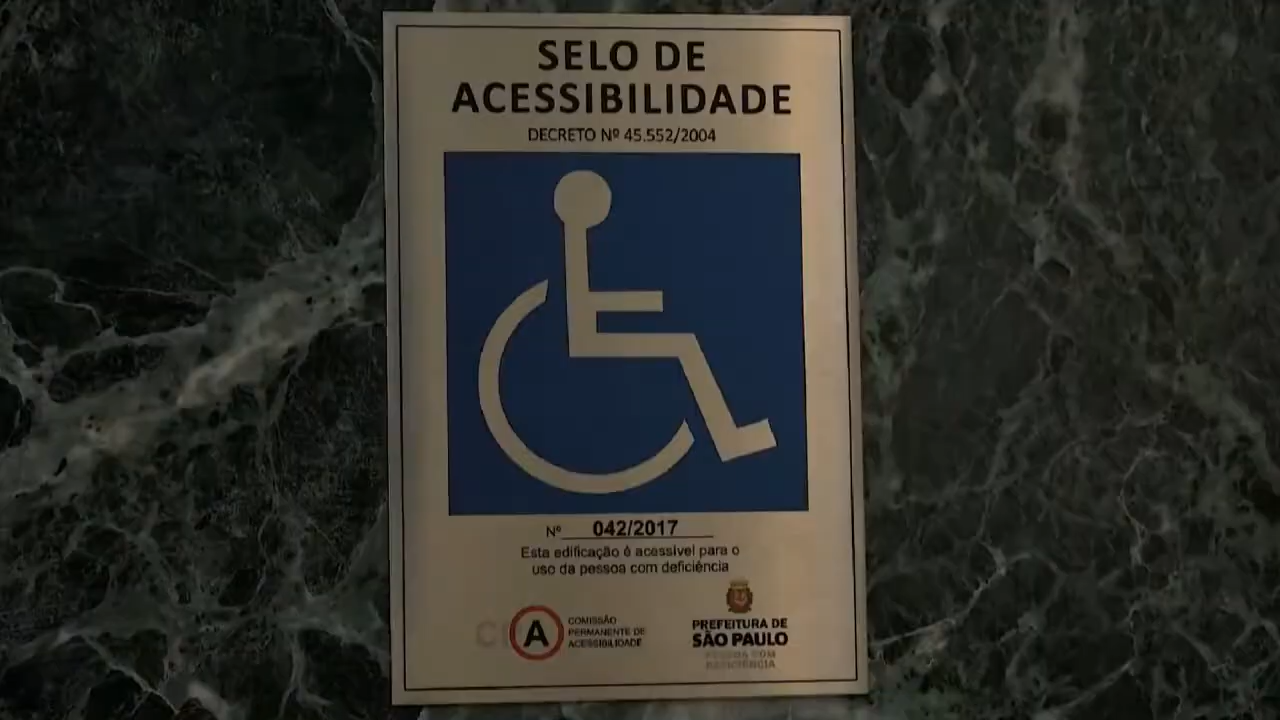 SELO DE
ACESSIBILIDADE
DECRETO Nº 45.552/2004
Nº 042/2017
Esta edificação é acessível para o
uso da pessoa com deficiência
CPA
COMISSÃO
PERMANENTE DE
ACESSIBILIDADE
PREFEITURA DE
SÃO PAULO
PESSOA COM
DEFICIÊNCIA